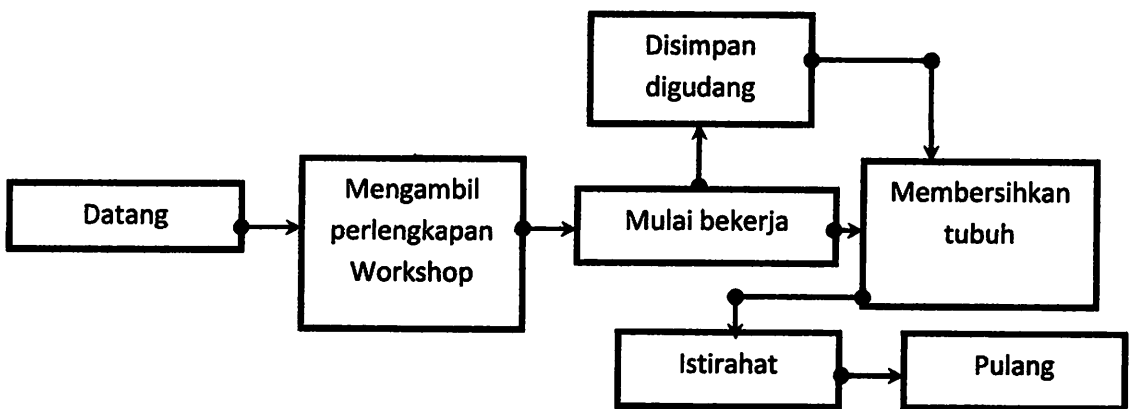 Disimpan
digudang
Datang
Mengambil
perlengkapan
Workshop
Mulai bekerja
Membersihkan
tubuh
Istirahat
Pulang